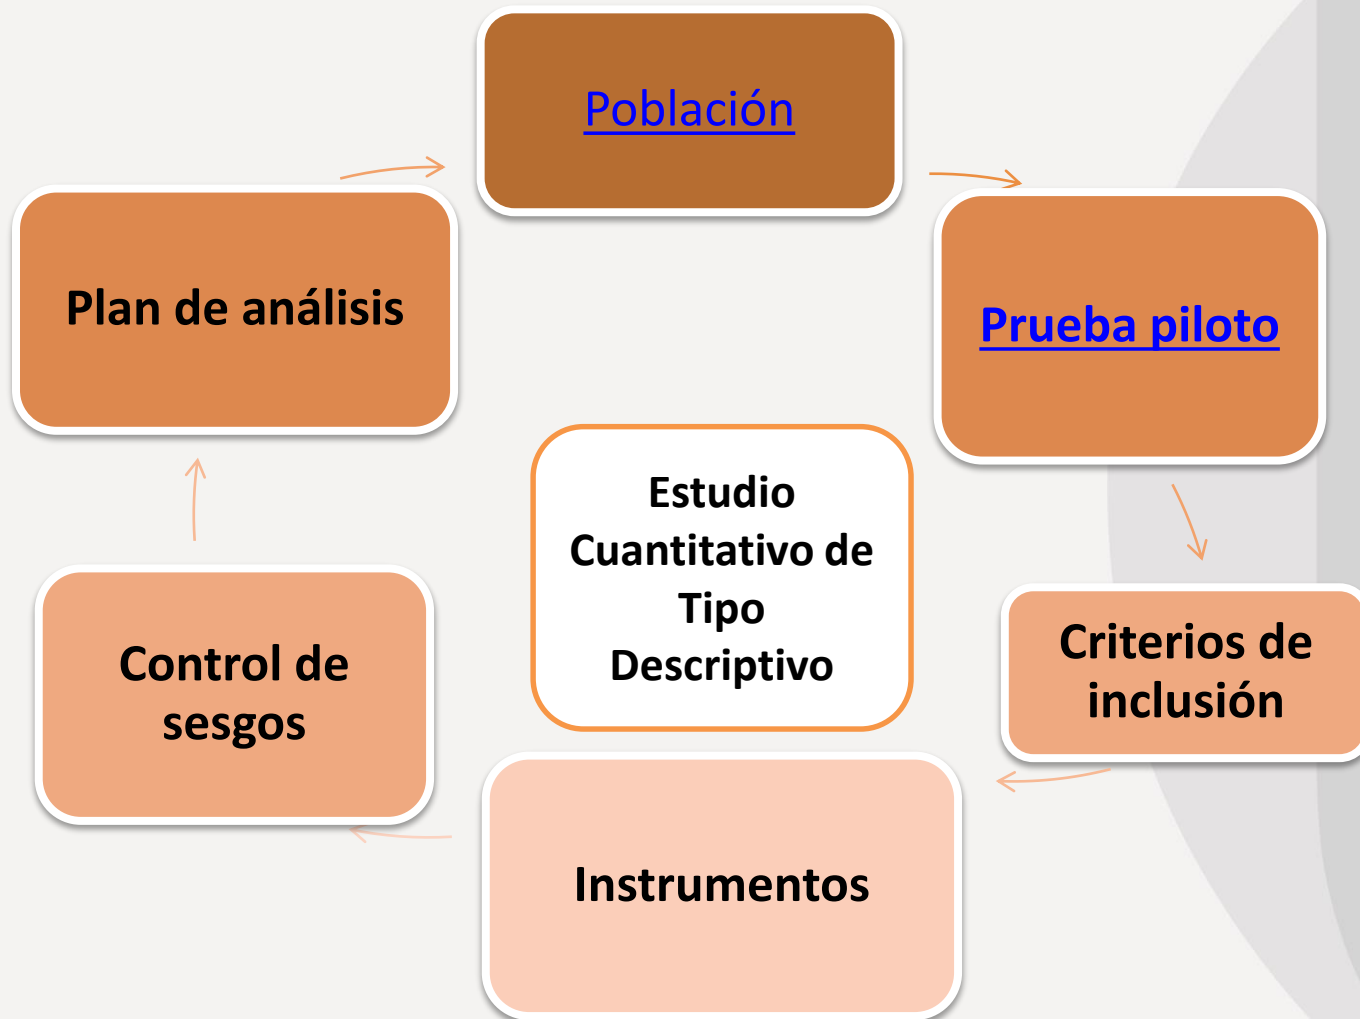 Población
Plan de análisis
Prueba piloto
Estudio
Cuantitativo de
Tipo
Descriptivo
Control de
sesgos
Criterios de
inclusión
Instrumentos